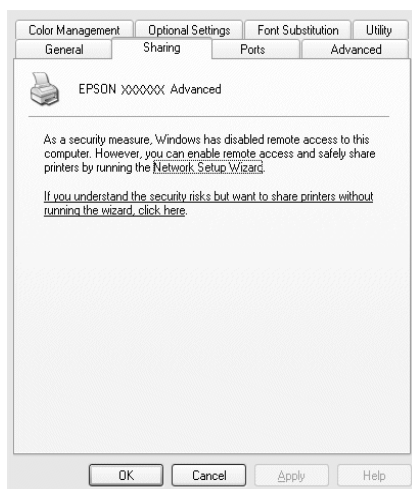 Color Management Optional Settings Font Substitution Utility
General Sharing Ports Advanced
EPSON XXXXXX Advanced
As a security measure, Windows has disabled remote access to this
computer. However, you can enable remote access and safely share
printers by running the Network Setup Wizard.
If you understand the security risks but want to share printers without
running the wizard, click here.
OK Cancel Apply Help